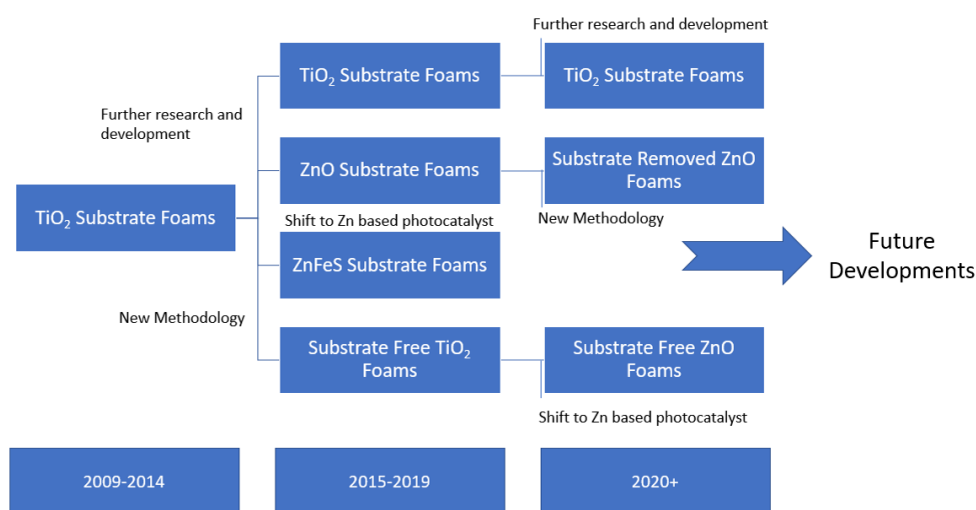 Further research and development
TiO₂ Substrate Foams
TiO₂ Substrate Foams
Further research and
development
ZnO Substrate Foams
Substrate Removed ZnO
Foams
TiO₂ Substrate Foams
Shift to Zn based photocatalyst
New Methodology
ZnFeS Substrate Foams
Future
Developments
New Methodology
Substrate Free TiO₂
Foams
Substrate Free ZnO
Foams
Shift to Zn based photocatalyst
2009-2014
2015-2019
2020+